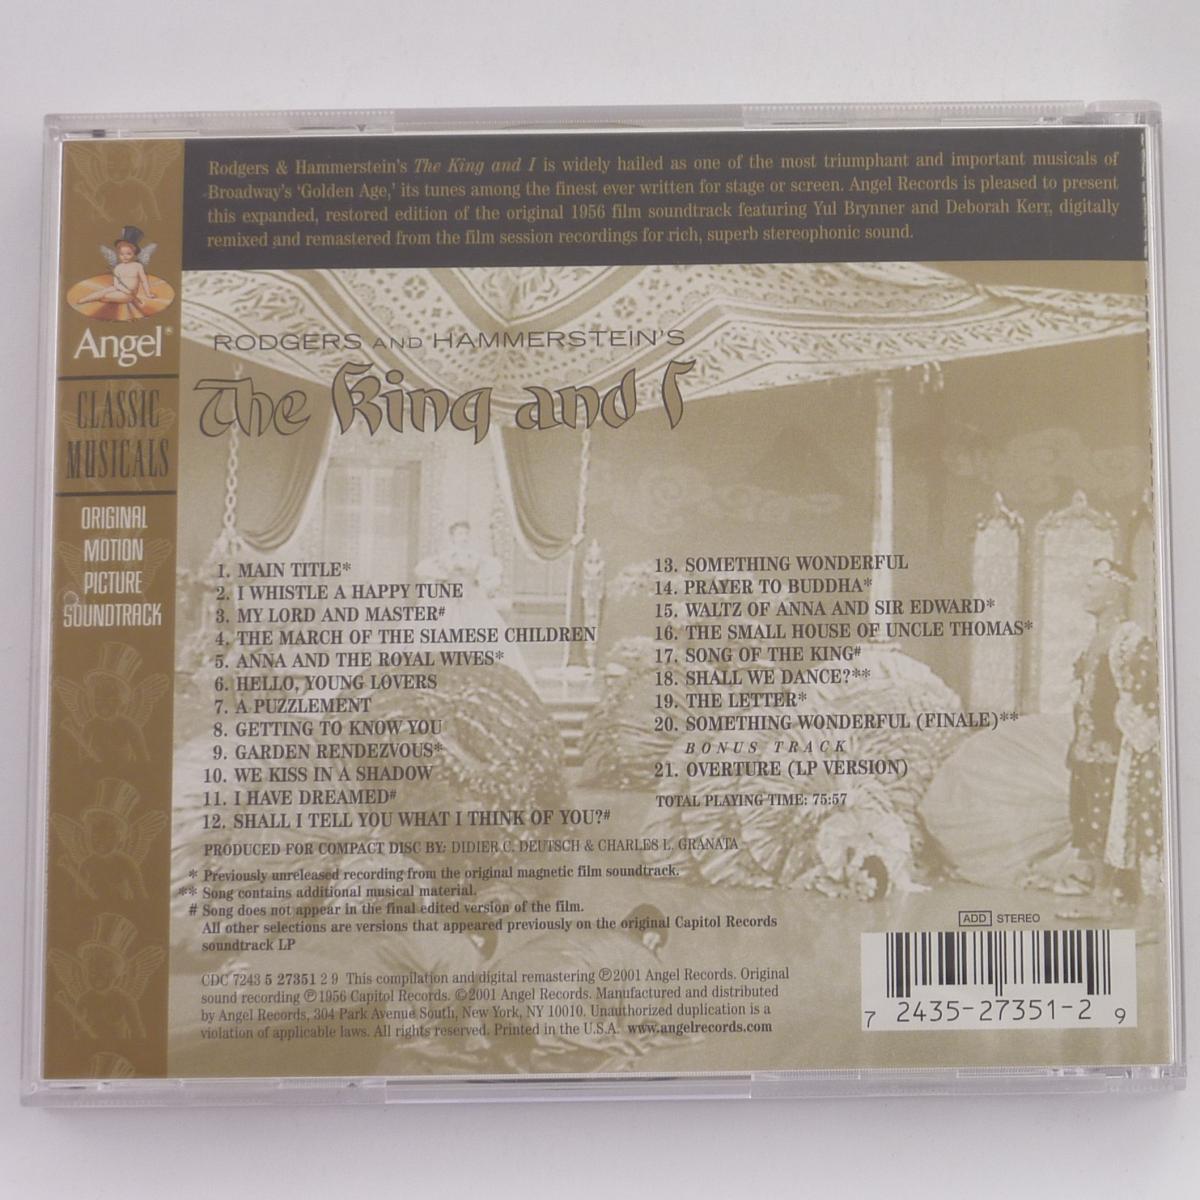 Rodgers & Hammerstein's The King and I is widely hailed as one of the most triumphant and important musicals of
Broadway's 'Golden Age,' its tunes among the finest ever written for stage or screen. Angel Records is pleased to present
this expanded, restored edition of the original 1956 film soundtrack featuring Yul Brynner and Deborah Kerr, digitally
remixed and remastered from the film session recordings for rich, superb stereophonic sound.
Angel®
CLASSIC
MUSICALS
ORIGINAL
MOTION
PICTURE
SOUNDTRACK
RODGERS AND HAMMERSTEIN'S
The King and I
1. MAIN TITLE*
2. I WHISTLE A HAPPY TUNE
3. MY LORD AND MASTER#
4. THE MARCH OF THE SIAMESE CHILDREN
5. ANNA AND THE ROYAL WIVES*
6. HELLO, YOUNG LOVERS
7. A PUZZLEMENT
8. GETTING TO KNOW YOU
9. GARDEN RENDEZVOUS*
10. WE KISS IN A SHADOW
11. I HAVE DREAMED#
12. SHALL I TELL YOU WHAT I THINK OF YOU?#
13. SOMETHING WONDERFUL
14. PRAYER TO BUDDHA*
15. WALTZ OF ANNA AND SIR EDWARD*
16. THE SMALL HOUSE OF UNCLE THOMAS*
17. SONG OF THE KING#
18. SHALL WE DANCE?**
19. THE LETTER*
20. SOMETHING WONDERFUL (FINALE)**
BONUS TRACK
21. OVERTURE (LP VERSION)
TOTAL PLAYING TIME: 75:57
PRODUCED FOR COMPACT DISC BY: DIDIER C. DEUTSCH & CHARLES L. GRANATA
* Previously unreleased recording from the original magnetic film soundtrack.
** Song contains additional musical material.
# Song does not appear in the final edited version of the film.
All other selections are versions that appeared previously on the original Capitol Records
soundtrack LP
CDC 7243 5 27351 2 9 This compilation and digital remastering ℗2001 Angel Records. Original
sound recording ℗1956 Capitol Records. ©2001 Angel Records. Manufactured and distributed
by Angel Records, 304 Park Avenue South, New York, NY 10010. Unauthorized duplication is a
violation of applicable laws. All rights reserved. Printed in the U.S.A. www.angelrecords.com
ADD STEREO
7 2435-27351-2 9